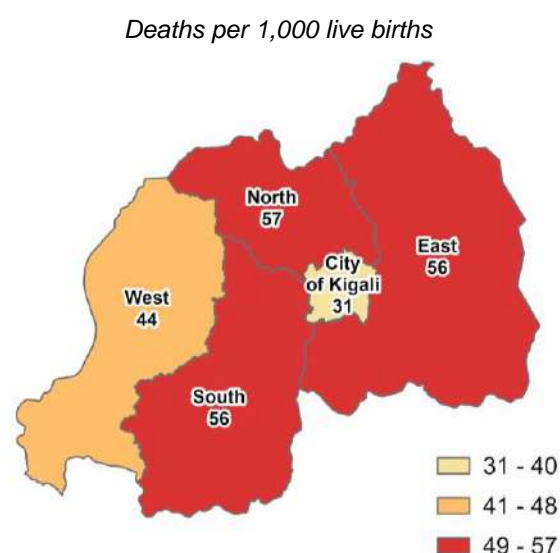 Deaths per 1,000 live births
North
57
East
56
City
of Kigali
31
West
44
South
56
31 - 40
41 - 48
49 - 57